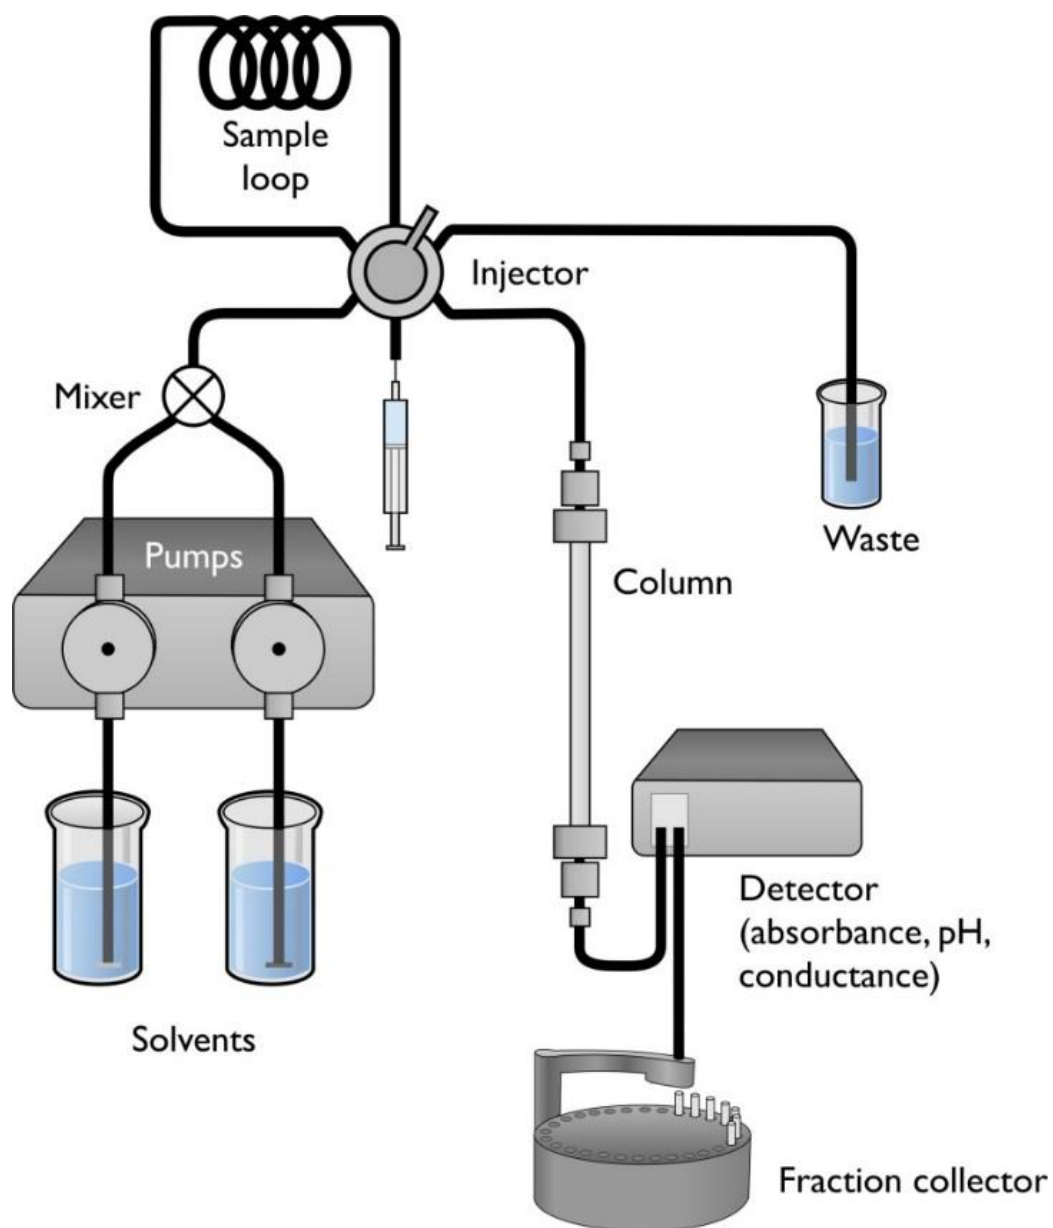 Sample
loop
Injector
Mixer
Waste
Pumps
Column
Detector
(absorbance, pH,
conductance)
Solvents
Fraction collector